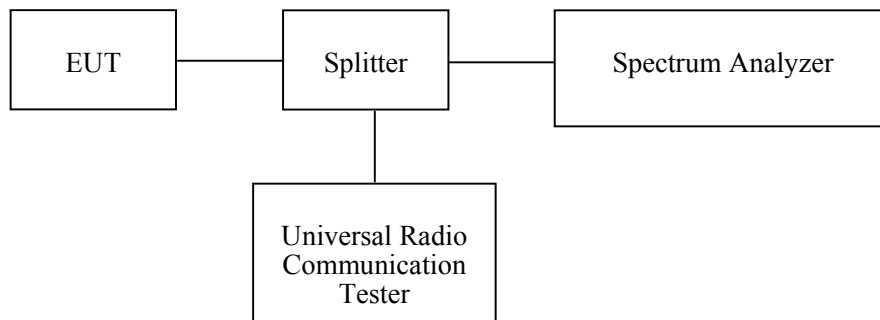 EUT
Splitter
Spectrum Analyzer
Universal Radio
Communication
Tester